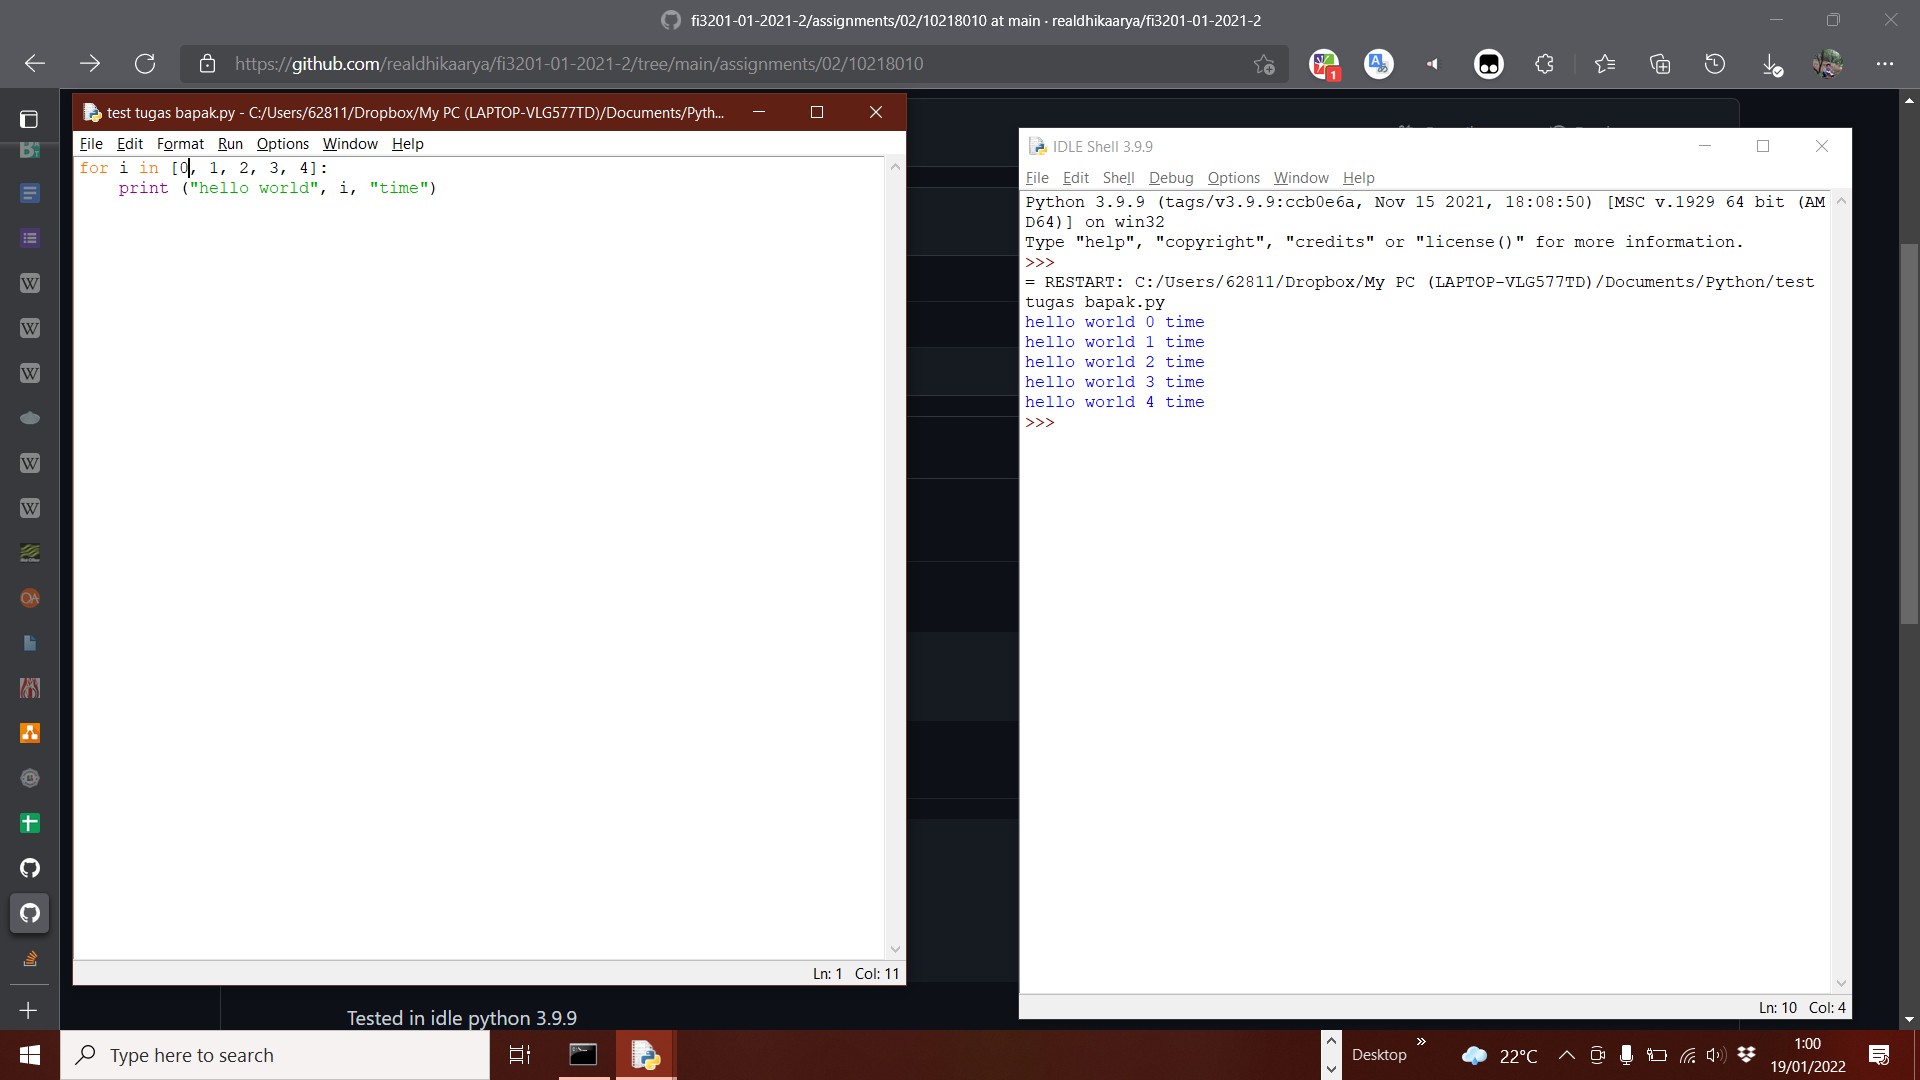 fi3201-01-2021-2/assignments/02/10218010 at main · realdhikaarya/fi3201-01-2021-2
https://github.com/realdhikaarya/fi3201-01-2021-2/tree/main/assignments/02/10218010
1
test tugas bapak.py - C:/Users/62811/Dropbox/My PC (LAPTOP-VLG577TD)/Documents/Pyth...
File Edit Format Run Options Window Help
for i in [0, 1, 2, 3, 4]:
    print ("hello world", i, "time")
Ln: 1 Col: 11
IDLE Shell 3.9.9
File Edit Shell Debug Options Window Help
Python 3.9.9 (tags/v3.9.9:ccb0e6a, Nov 15 2021, 18:08:50) [MSC v.1929 64 bit (AM
D64)] on win32
Type "help", "copyright", "credits" or "license()" for more information.
>>>
= RESTART: C:/Users/62811/Dropbox/My PC (LAPTOP-VLG577TD)/Documents/Python/test
tugas bapak.py
hello world 0 time
hello world 1 time
hello world 2 time
hello world 3 time
hello world 4 time
>>>
Ln: 10 Col: 4
Tested in idle python 3.9.9
Type here to search
Desktop
22°C
1:00
19/01/2022